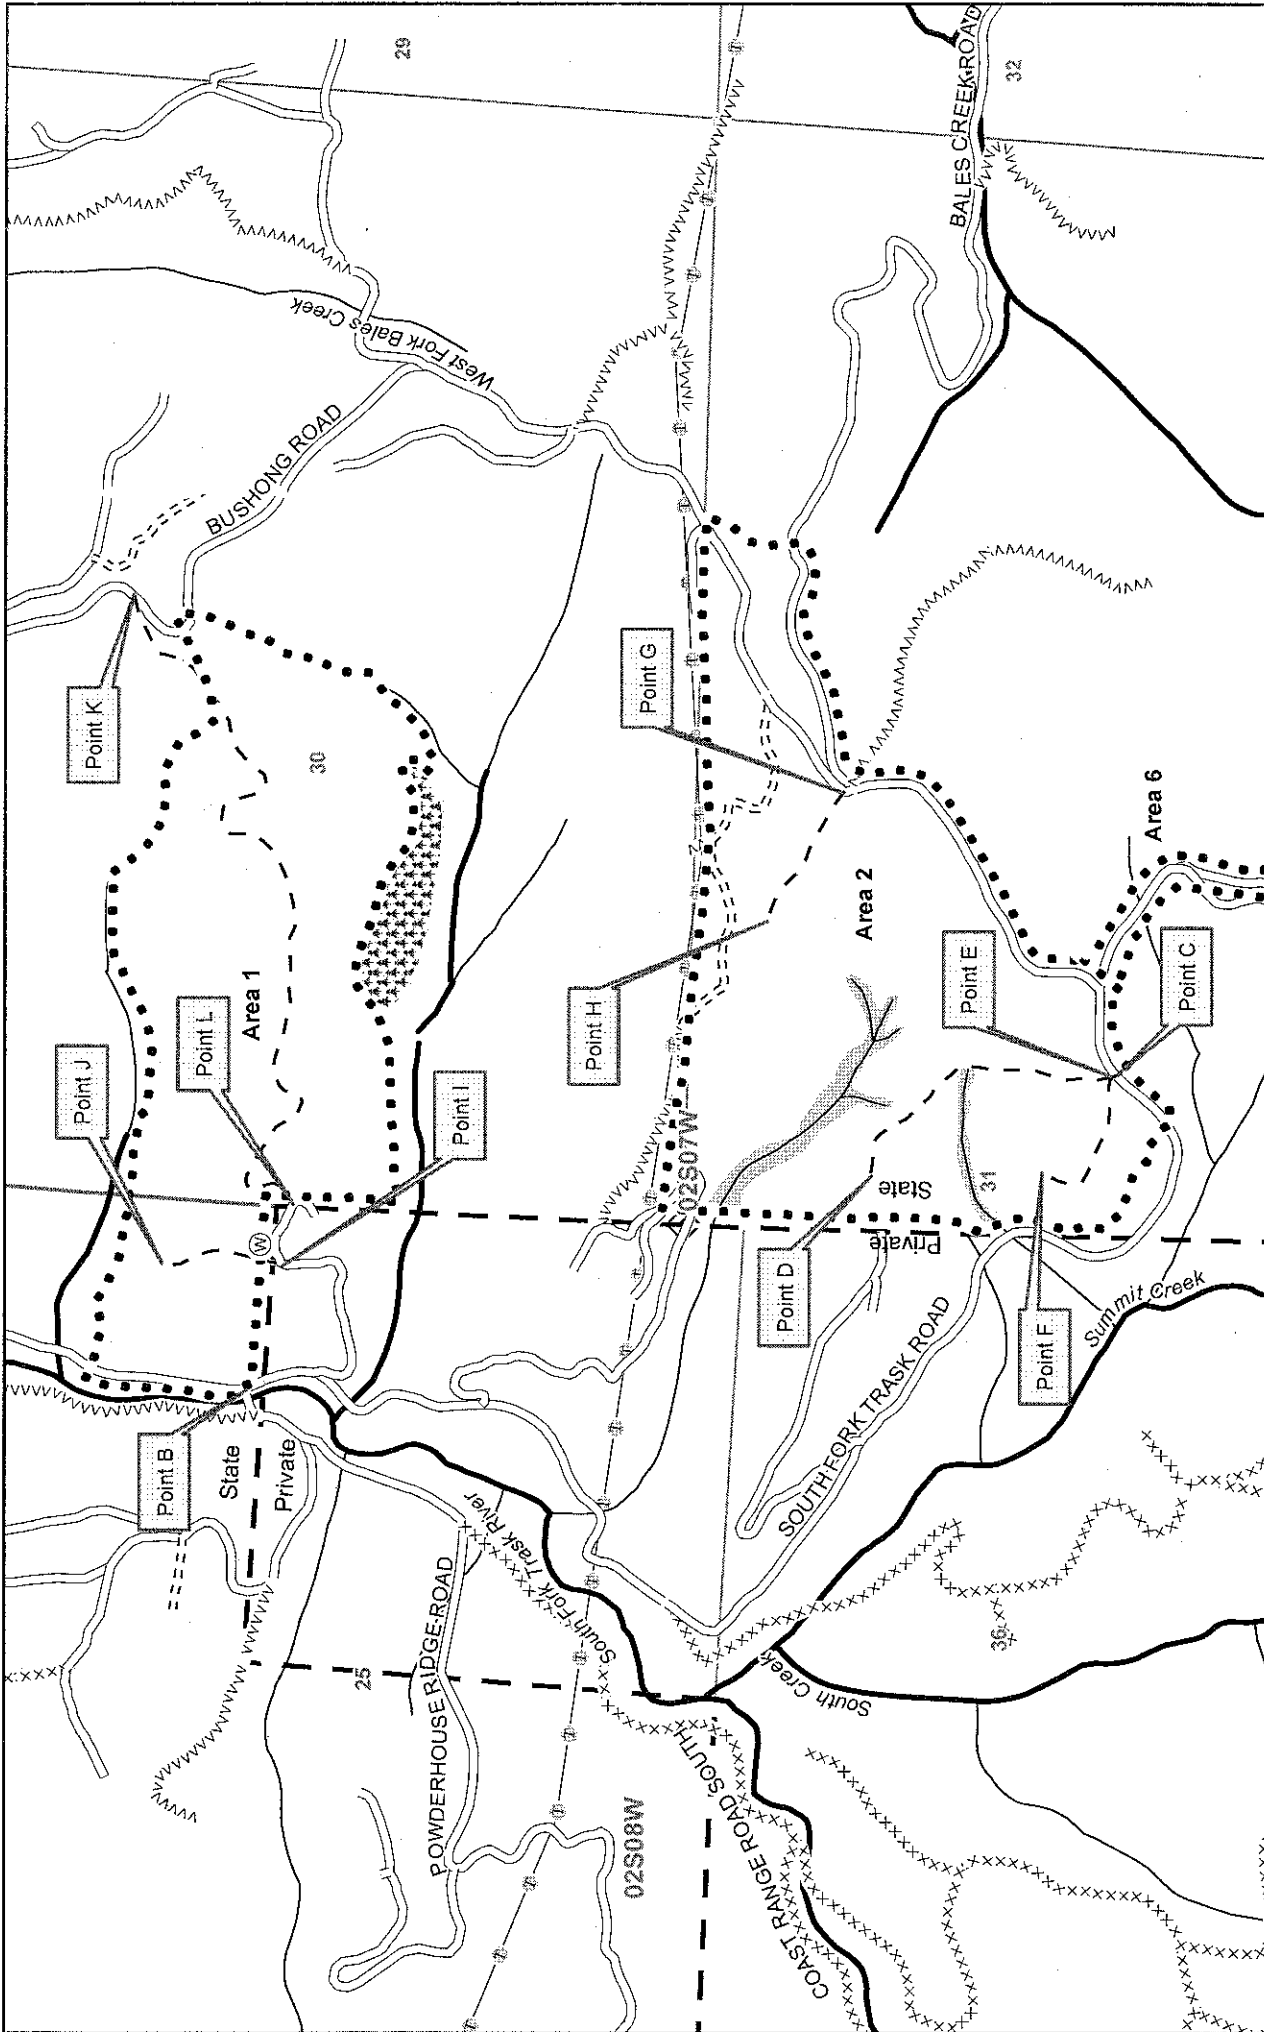 Point J
Point K
Point B
Point L
State
Area 1
W
Private
BUSHONG ROAD
30
West Fork Bales Creek
25
29
POWDERHOUSE RIDGE ROAD
Point I
South Fork Trask River
Point H
02S08W
Point G
02S07W
COAST RANGE ROAD SOUTH
Point D
South Creek
SOUTH FORK TRASK ROAD
Area 2
State
Private
Point E
BALES CREEK ROAD
31
36
32
Point F
Summit Creek
Area 6
Point C